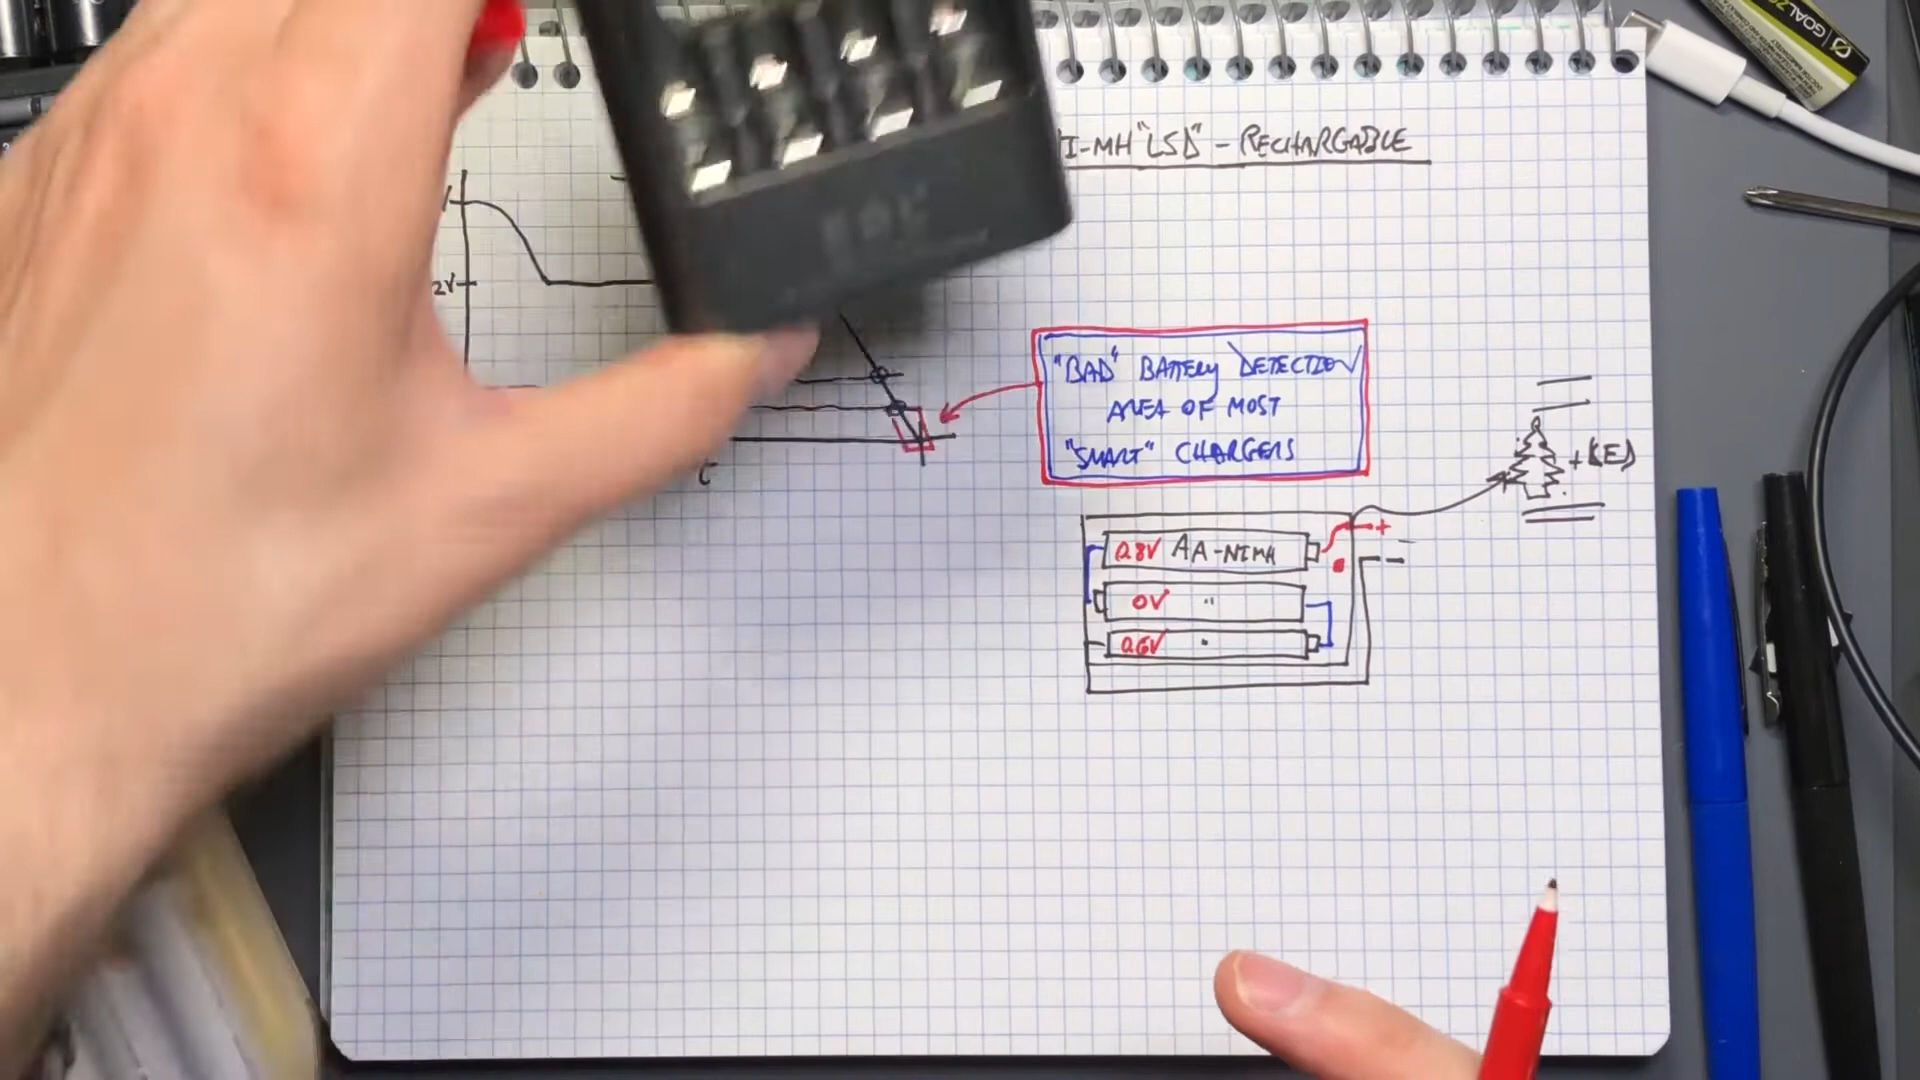 I-MH "LSD" - RECHARGABLE
2V
"BAD" BATTERY DETECTION
AREA OF MOST
"SMART" CHARGERS
+LED
0.8V AA-NIMH +
-
0V "
0.6V "
t
GOAL